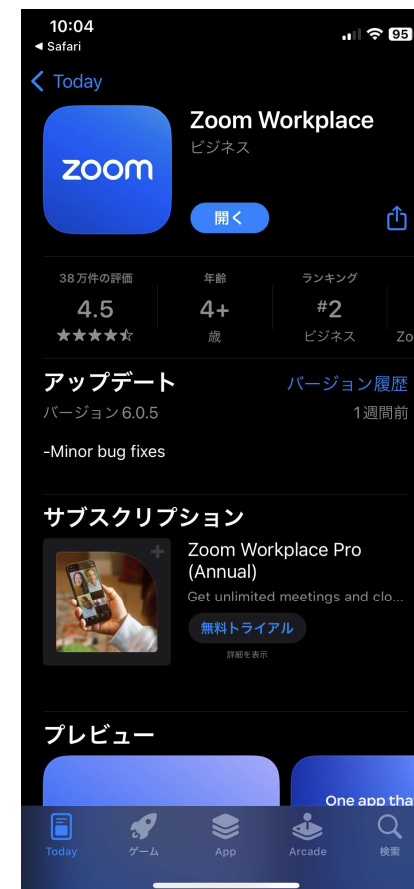 10:04
95
◀ Safari
Today
zoom
Zoom Workplace
ビジネス
開く
38万件の評価
4.5
★★★★⯪
年齢
4+
歳
ランキング
#2
ビジネス
Zo
アップデート
バージョン履歴
バージョン 6.0.5
1週間前
-Minor bug fixes
サブスクリプション
Zoom Workplace Pro
(Annual)
Get unlimited meetings and clo...
無料トライアル
詳細を表示
プレビュー
One app tha
Today
ゲーム
App
Arcade
検索